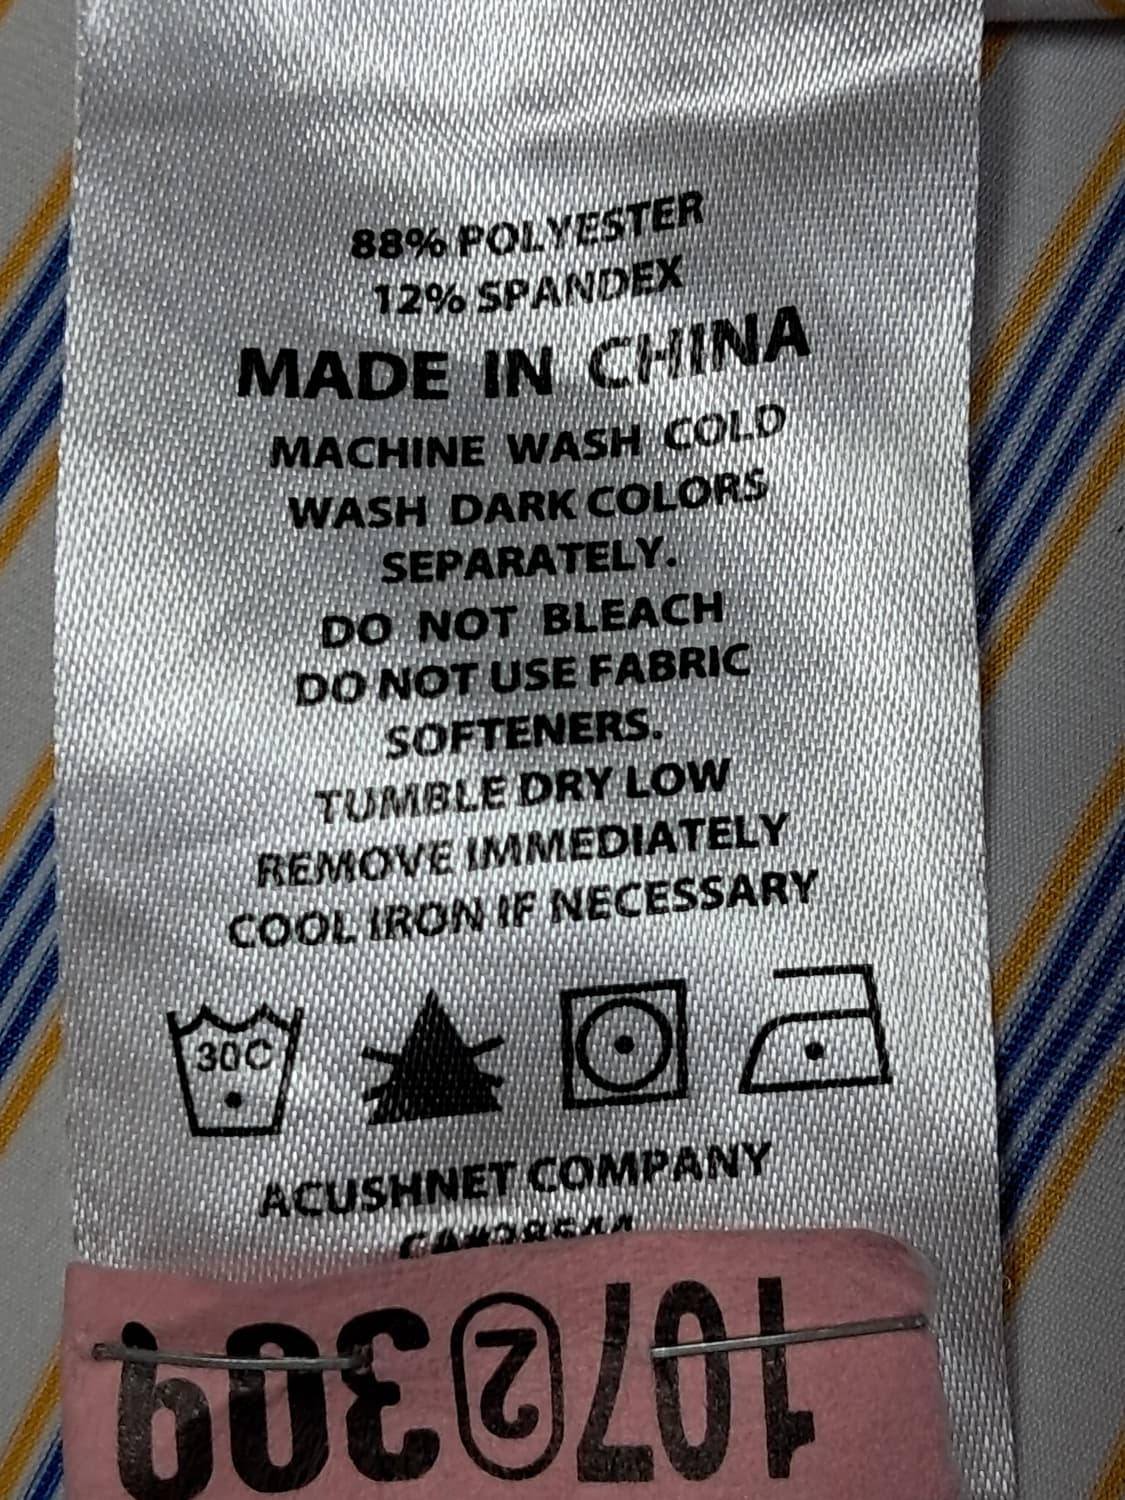 88% POLYESTER
12% SPANDEX
MADE IN CHINA
MACHINE WASH COLD
WASH DARK COLORS
SEPARATELY.
DO NOT BLEACH
DO NOT USE FABRIC
SOFTENERS.
TUMBLE DRY LOW
REMOVE IMMEDIATELY
COOL IRON IF NECESSARY
30C
ACUSHNET COMPANY
107 2 309